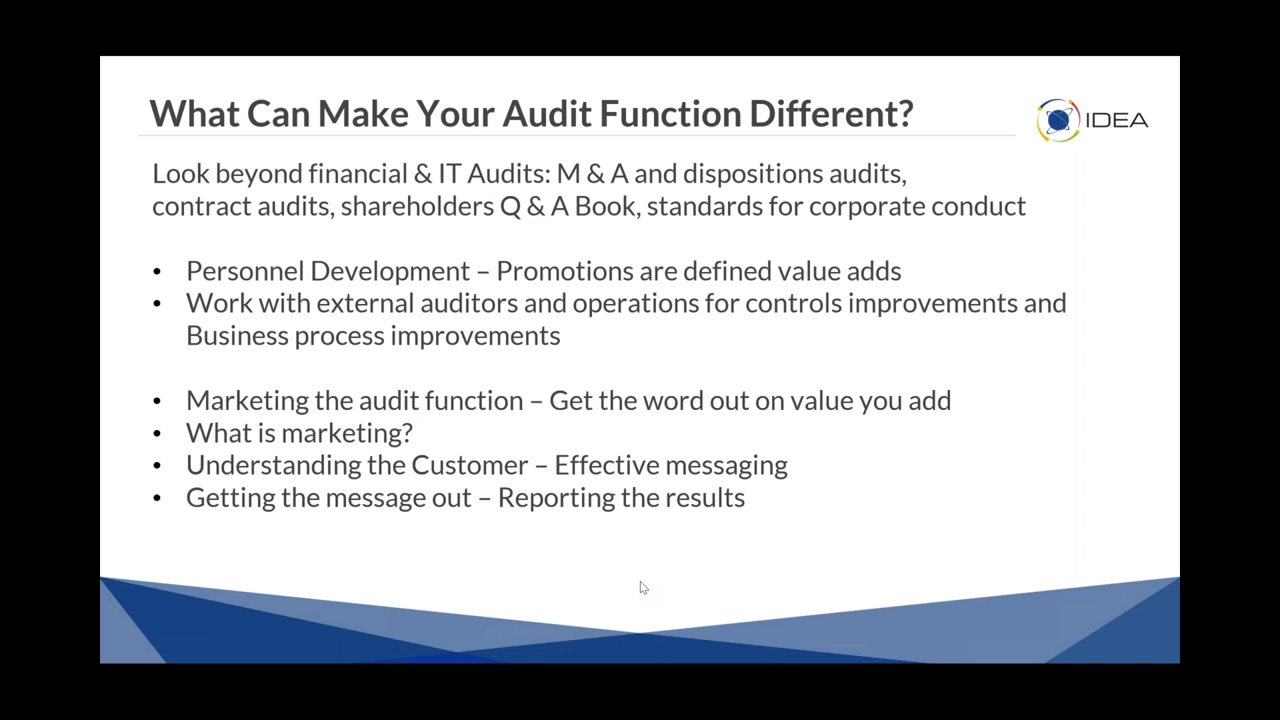 What Can Make Your Audit Function Different?
IDEA
Look beyond financial & IT Audits: M & A and dispositions audits,
contract audits, shareholders Q & A Book, standards for corporate conduct
• Personnel Development – Promotions are defined value adds
• Work with external auditors and operations for controls improvements and
Business process improvements
• Marketing the audit function – Get the word out on value you add
• What is marketing?
• Understanding the Customer – Effective messaging
• Getting the message out – Reporting the results